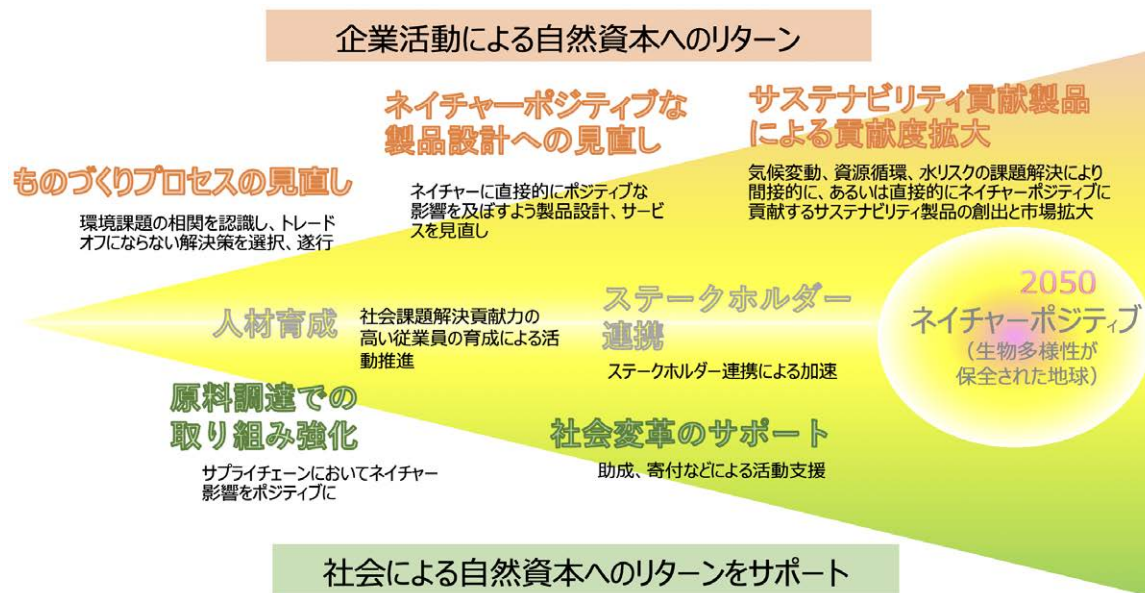 企業活動による自然資本へのリターン
ものづくりプロセスの見直し
環境課題の相関を認識し、トレード
オフにならない解決策を選択、遂行
ネイチャーポジティブな
製品設計への見直し
ネイチャーに直接的にポジティブな
影響を及ぼすよう製品設計、サービ
スを見直し
サステナビリティ貢献製品
による貢献度拡大
気候変動、資源循環、水リスクの課題解決により
間接的に、あるいは直接的にネイチャーポジティブに
貢献するサステナビリティ製品の創出と市場拡大
人材育成
社会課題解決貢献力の
高い従業員の育成による活
動推進
ステークホルダー
連携
ステークホルダー連携による加速
2050
ネイチャーポジティブ
(生物多様性が
保全された地球)
原料調達での
取り組み強化
サプライチェーンにおいてネイチャー
影響をポジティブに
社会変革のサポート
助成、寄付などによる活動支援
社会による自然資本へのリターンをサポート